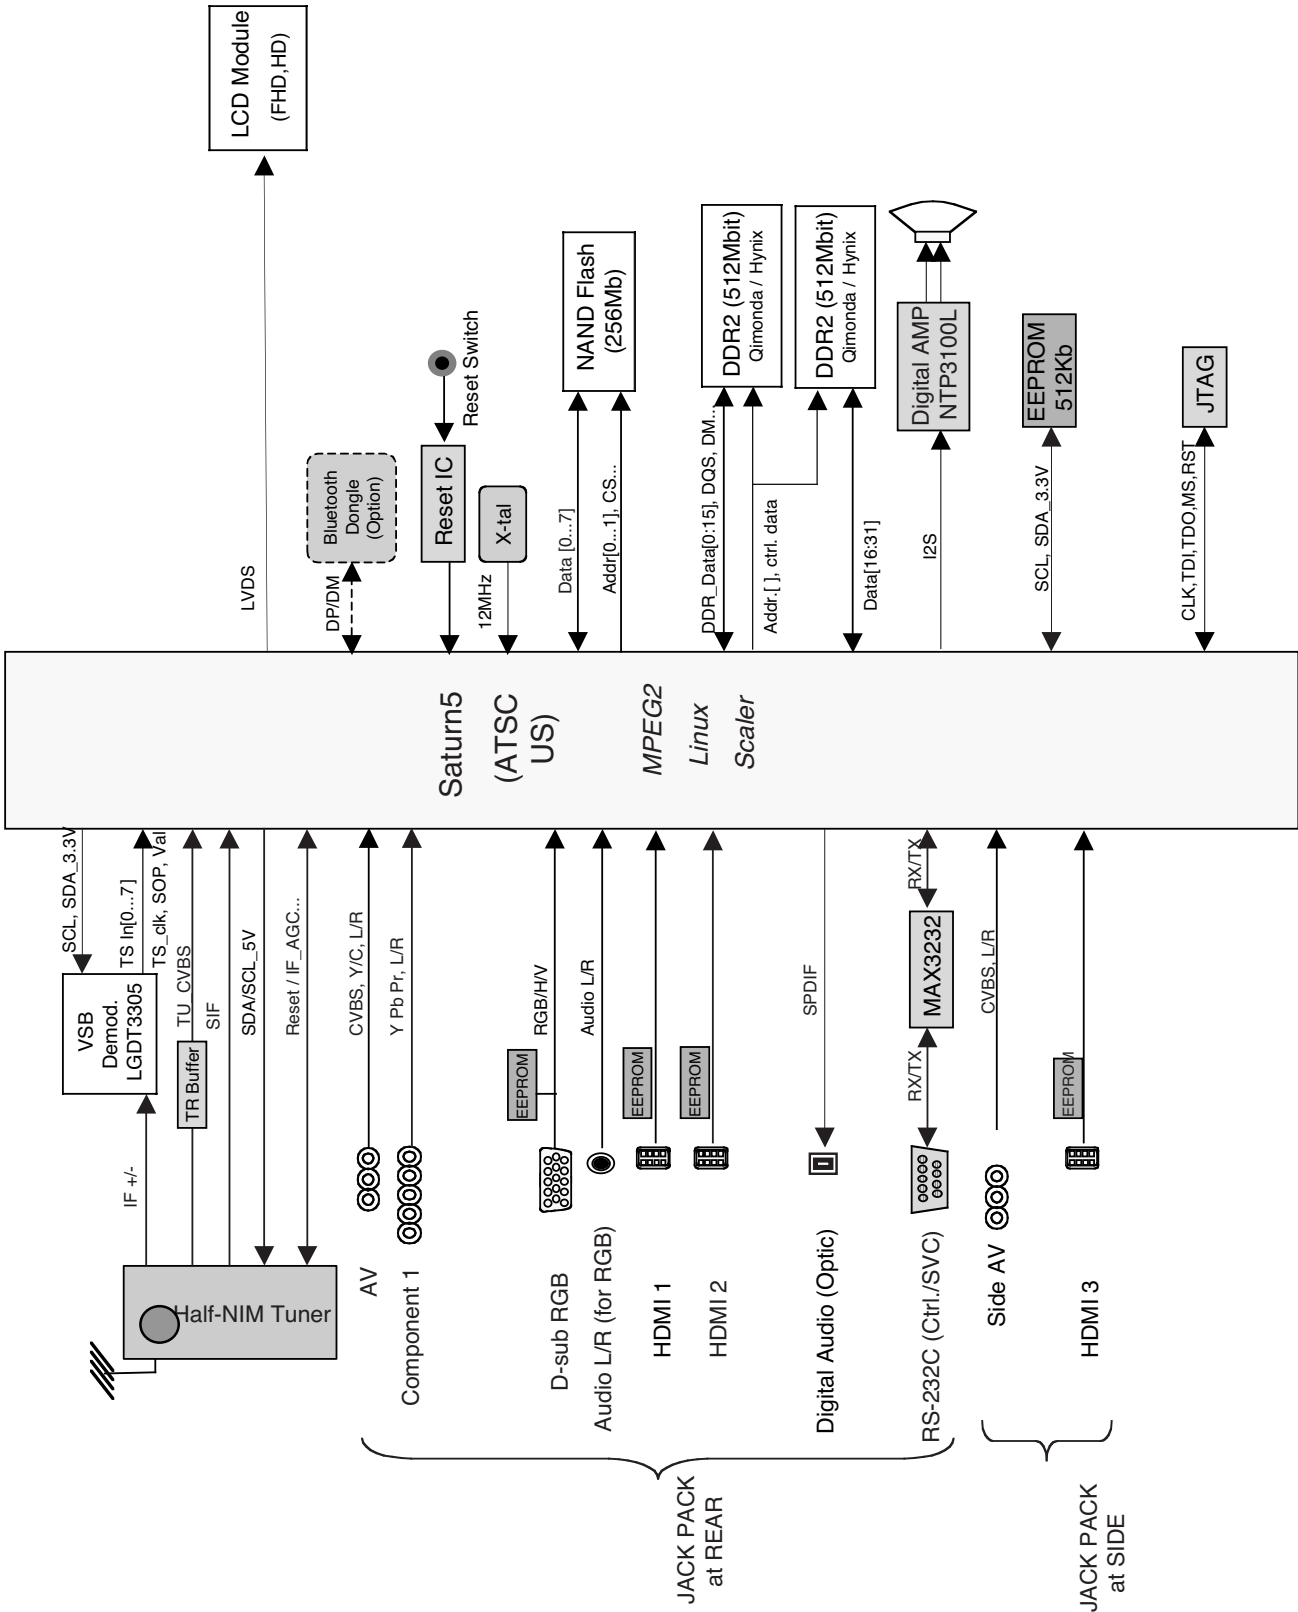 LCD Module
(FHD,HD)
LVDS
Bluetooth
Dongle
(Option)
DP/DM
Reset Switch
Reset IC
X-tal
12MHz
NAND Flash
(256Mb)
Data [0...7]
Addr[0...1], CS...
DDR2 (512Mbit)
Qimonda / Hynix
DDR2 (512Mbit)
Qimonda / Hynix
DDR_Data[0:15], DQS, DM...
Addr.[ ], ctrl. data
Data[16:31]
Digital AMP
NTP3100L
I2S
EEPROM
512Kb
SCL, SDA_3.3V
JTAG
CLK,TDI,TDO,MS,RST
Saturn5
(ATSC
US)
MPEG2
Linux
Scaler
SCL, SDA_3.3V
TS In[0...7]
TS_clk, SOP, Val
VSB
Demod.
LGDT3305
IF +/-
TU_CVBS
TR Buffer
SIF
SDA/SCL_5V
Reset / IF_AGC...
Half-NIM Tuner
CVBS, Y/C, L/R
AV
Y Pb Pr, L/R
Component 1
RGB/H/V
EEPROM
D-sub RGB
Audio L/R
Audio L/R (for RGB)
EEPROM
HDMI 1
EEPROM
HDMI 2
SPDIF
Digital Audio (Optic)
RX/TX
MAX3232
RX/TX
RS-232C (Ctrl./SVC)
CVBS, L/R
Side AV
EEPROM
HDMI 3
JACK PACK
at REAR
JACK PACK
at SIDE